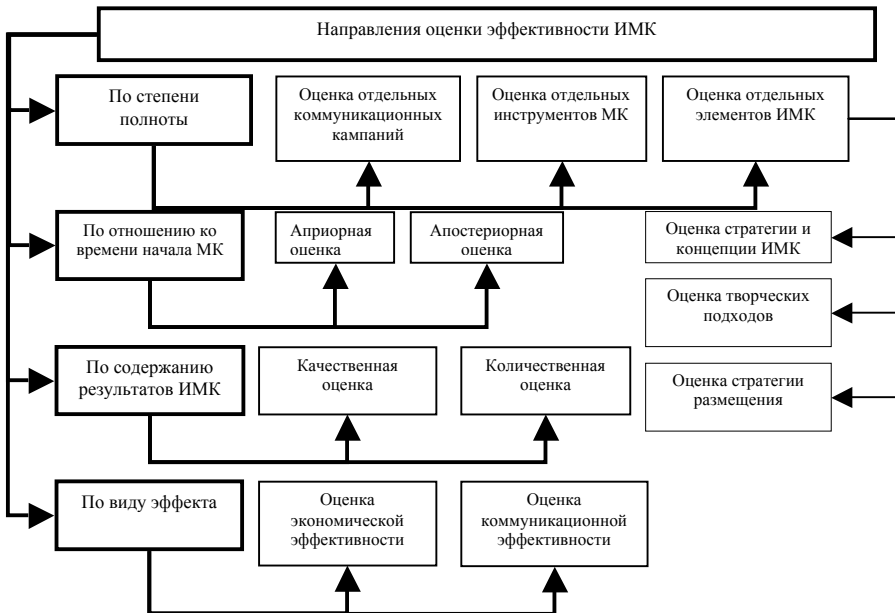 Направления оценки эффективности ИМК
По степени
полноты
Оценка отдельных
коммуникационных
кампаний
Оценка отдельных
инструментов МК
Оценка отдельных
элементов ИМК
По отношению ко
времени начала МК
Априорная
оценка
Апостериорная
оценка
Оценка стратегии и
концепции ИМК
Оценка творческих
подходов
По содержанию
результатов ИМК
Качественная
оценка
Количественная
оценка
Оценка стратегии
размещения
По виду эффекта
Оценка
экономической
эффективности
Оценка
коммуникационной
эффективности